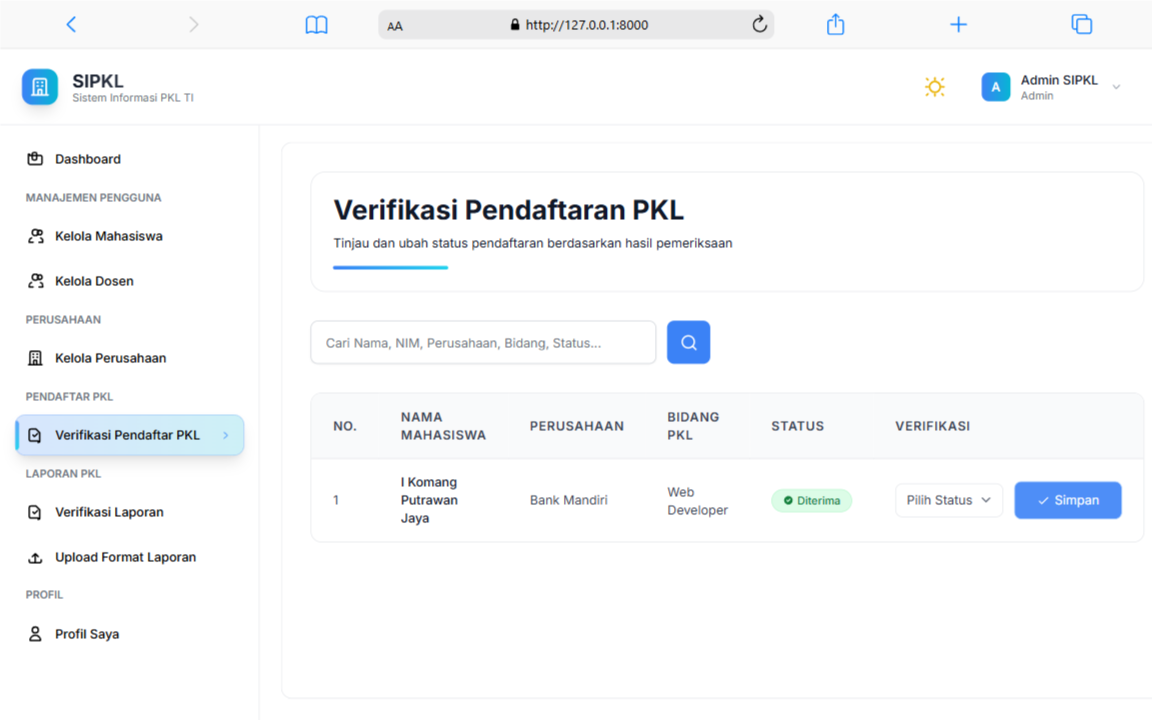 AA
http://127.0.0.1:8000
SIPKL
Sistem Informasi PKL TI
A
Admin SIPKL
Admin
Dashboard
MANAJEMEN PENGGUNA
Kelola Mahasiswa
Kelola Dosen
PERUSAHAAN
Kelola Perusahaan
PENDAFTAR PKL
Verifikasi Pendaftar PKL
LAPORAN PKL
Verifikasi Laporan
Upload Format Laporan
PROFIL
Profil Saya
Verifikasi Pendaftaran PKL
Tinjau dan ubah status pendaftaran berdasarkan hasil pemeriksaan
Cari Nama, NIM, Perusahaan, Bidang, Status...
NO.
NAMA
MAHASISWA
PERUSAHAAN
BIDANG
PKL
STATUS
VERIFIKASI
1
I Komang
Putrawan
Jaya
Bank Mandiri
Web
Developer
Diterima
Pilih Status
Simpan